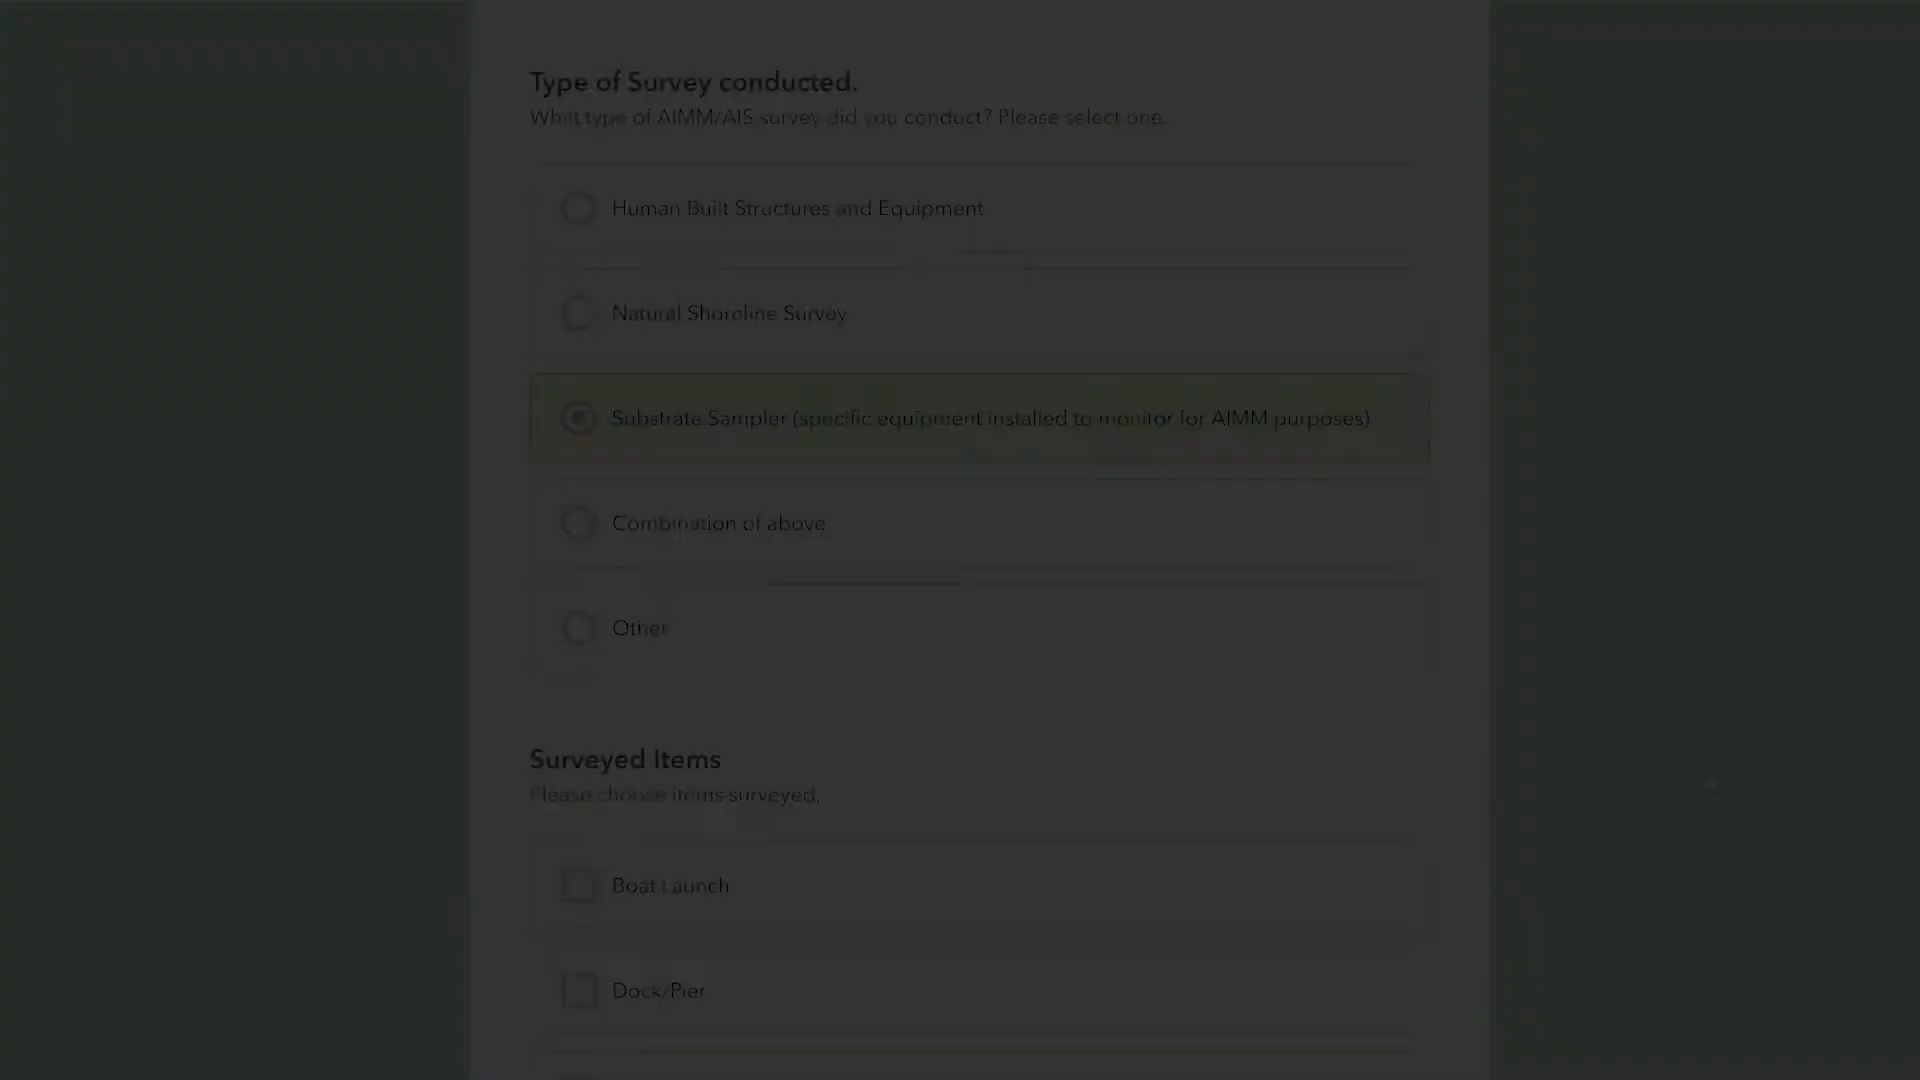 Type of Survey conducted.
What type of AIMM/AIS survey did you conduct? Please select one.
Human Built Structures and Equipment
Natural Shoreline Survey
Substrate Sampler (specific equipment installed to monitor for AIMM purposes)
Combination of above
Other
Surveyed Items
Please choose items surveyed.
Boat Launch
Dock/Pier